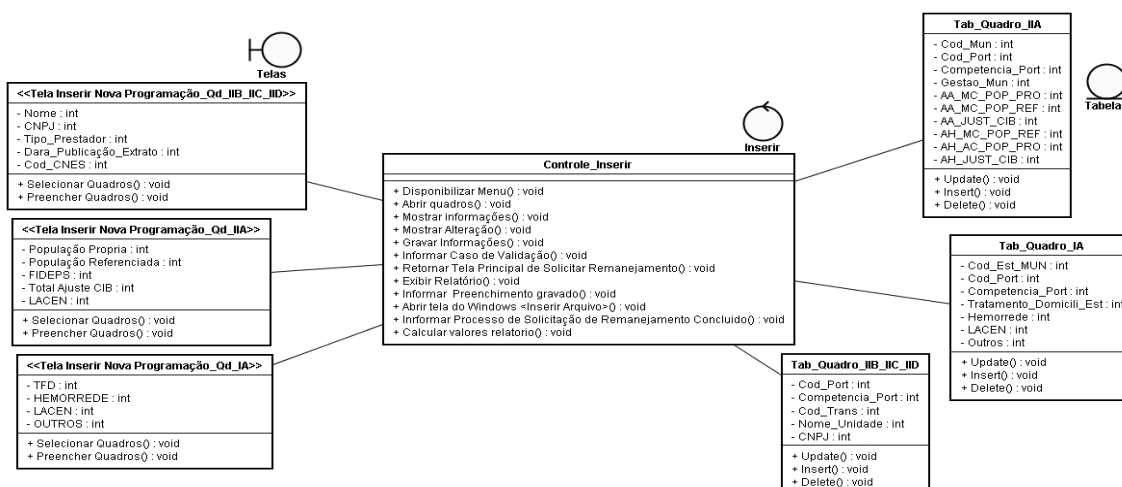 Telas
<<Tela Inserir Nova Programação_Qd_IIB_IIC_IID>>
- Nome : int
- CNPJ : int
- Tipo_Prestador : int
- Dara_Publicação_Extrato : int
- Cod_CNES : int
+ Selecionar Quadros() : void
+ Preencher Quadros() : void
<<Tela Inserir Nova Programação_Qd_IIA>>
- População Propria : int
- População Referenciada : int
- FIDEPS : int
- Total Ajuste CIB : int
- LACEN : int
+ Selecionar Quadros() : void
+ Preencher Quadros() : void
<<Tela Inserir Nova Programação_Qd_IA>>
- TFD : int
- HEMORREDE : int
- LACEN : int
- OUTROS : int
+ Selecionar Quadros() : void
+ Preencher Quadros() : void
Inserir
Controle_Inserir
+ Disponibilizar Menu() : void
+ Abrir quadros() : void
+ Mostrar informações() : void
+ Mostrar Alteração() : void
+ Gravar Informações() : void
+ Informar Caso de Validação() : void
+ Retornar Tela Principal de Solicitar Remanejamento() : void
+ Exibir Relatório() : void
+ Informar Preenchimento gravado() : void
+ Abrir tela do Windows <Inserir Arquivo>() : void
+ Inrformar Processo de Solicitação de Remanejamento Concluido() : void
+ Calcular valores relatorio() : void
Tab_Quadro_IIA
- Cod_Mun : int
- Cod_Port : int
- Competencia_Port : int
- Gestao_Mun : int
- AA_MC_POP_PRO : int
- AA_MC_POP_REF : int
- AA_JUST_CIB : int
- AH_MC_POP_REF : int
- AH_AC_POP_PRO : int
- AH_JUST_CIB : int
+ Update() : void
+ Insert() : void
+ Delete() : void
Tabelas
Tab_Quadro_IA
- Cod_Est_MUN : int
- Cod_Port : int
- Competencia_Port : int
- Tratamento_Domicili_Est : int
- Hemorrede : int
- LACEN : int
- Outros : int
+ Update() : void
+ Insert() : void
+ Delete() : void
Tab_Quadro_IIB_IIC_IID
- Cod_Port : int
- Competencia_Port : int
- Cod_Trans : int
- Nome_Unidade : int
- CNPJ : int
+ Update() : void
+ Insert() : void
+ Delete() : void